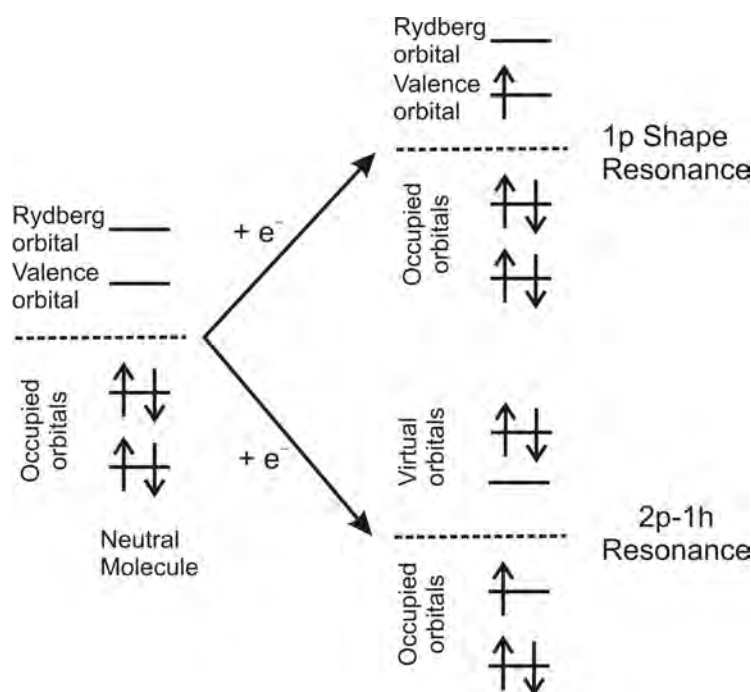 Rydberg
orbital
Valence
orbital
1p Shape
Resonance
Occupied
orbitals
+ e⁻
Rydberg
orbital
Valence
orbital
Occupied
orbitals
Neutral
Molecule
+ e⁻
Virtual
orbitals
2p-1h
Resonance
Occupied
orbitals